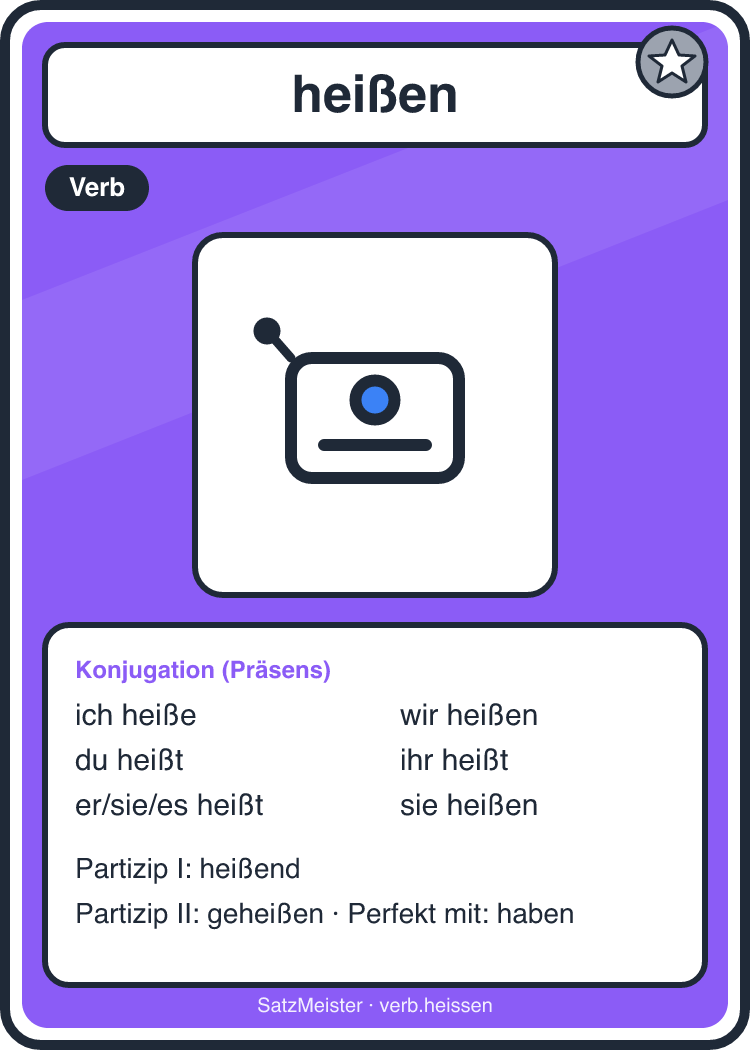 heißen
Verb
Konjugation (Präsens)
ich heiße
wir heißen
du heißt
ihr heißt
er/sie/es heißt
sie heißen
Partizip I: heißend
Partizip II: geheißen · Perfekt mit: haben
SatzMeister · verb.heissen